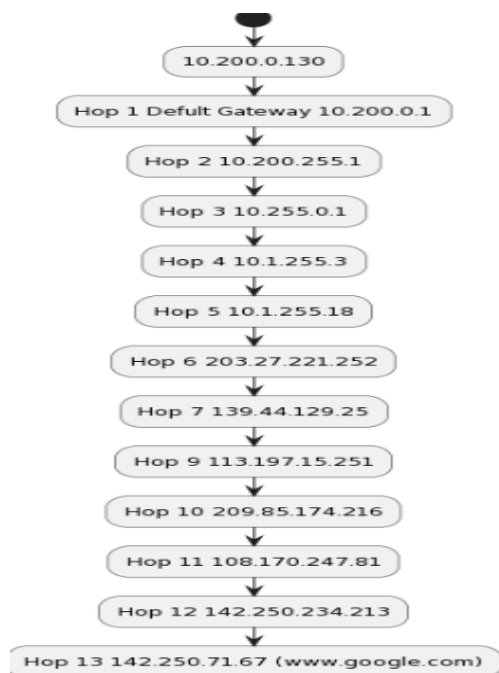 10.200.0.130
Hop 1 Defult Gateway 10.200.0.1
Hop 2 10.200.255.1
Hop 3 10.255.0.1
Hop 4 10.1.255.3
Hop 5 10.1.255.18
Hop 6 203.27.221.252
Hop 7 139.44.129.25
Hop 9 113.197.15.251
Hop 10 209.85.174.216
Hop 11 108.170.247.81
Hop 12 142.250.234.213
Hop 13 142.250.71.67 (www.google.com)